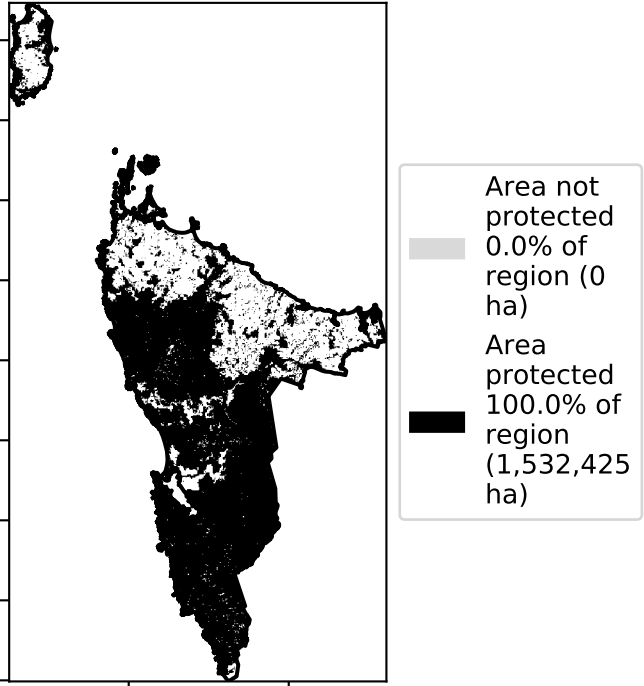 Area not
protected
0.0% of
region (0
ha)
Area
protected
100.0% of
region
(1,532,425
ha)